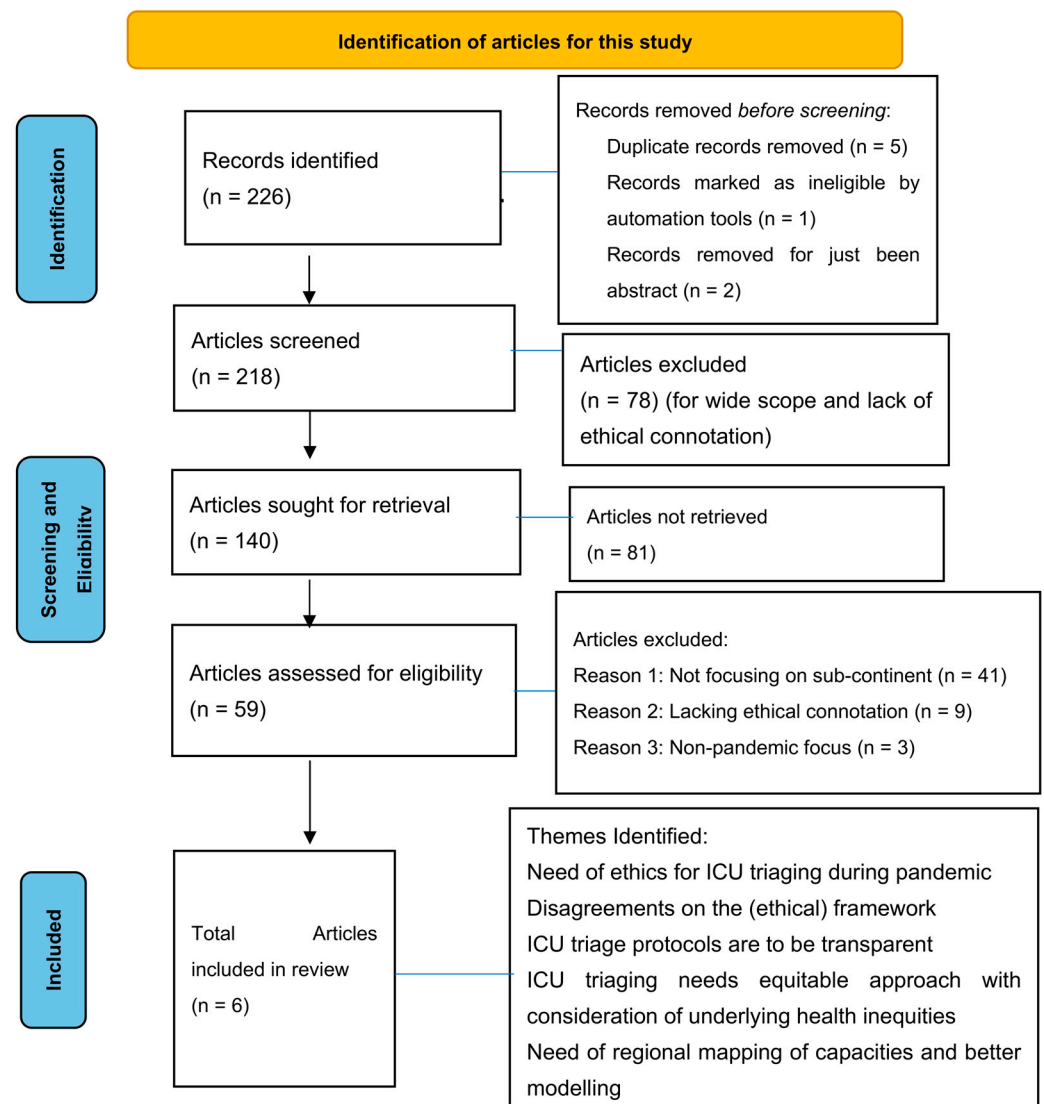 Identification of articles for this study
Identification
Records identified
(n = 226)
Records removed before screening:
Duplicate records removed (n = 5)
Records marked as ineligible by
automation tools (n = 1)
Records removed for just been
abstract (n = 2)
Articles screened
(n = 218)
Articles excluded
(n = 78) (for wide scope and lack of
ethical connotation)
Screening and
Eligibility
Articles sought for retrieval
(n = 140)
Articles not retrieved
(n = 81)
Articles assessed for eligibility
(n = 59)
Articles excluded:
Reason 1: Not focusing on sub-continent (n = 41)
Reason 2: Lacking ethical connotation (n = 9)
Reason 3: Non-pandemic focus (n = 3)
Included
Total Articles
included in review
(n = 6)
Themes Identified:
Need of ethics for ICU triaging during pandemic
Disagreements on the (ethical) framework
ICU triage protocols are to be transparent
ICU triaging needs equitable approach with
consideration of underlying health inequities
Need of regional mapping of capacities and better
modelling